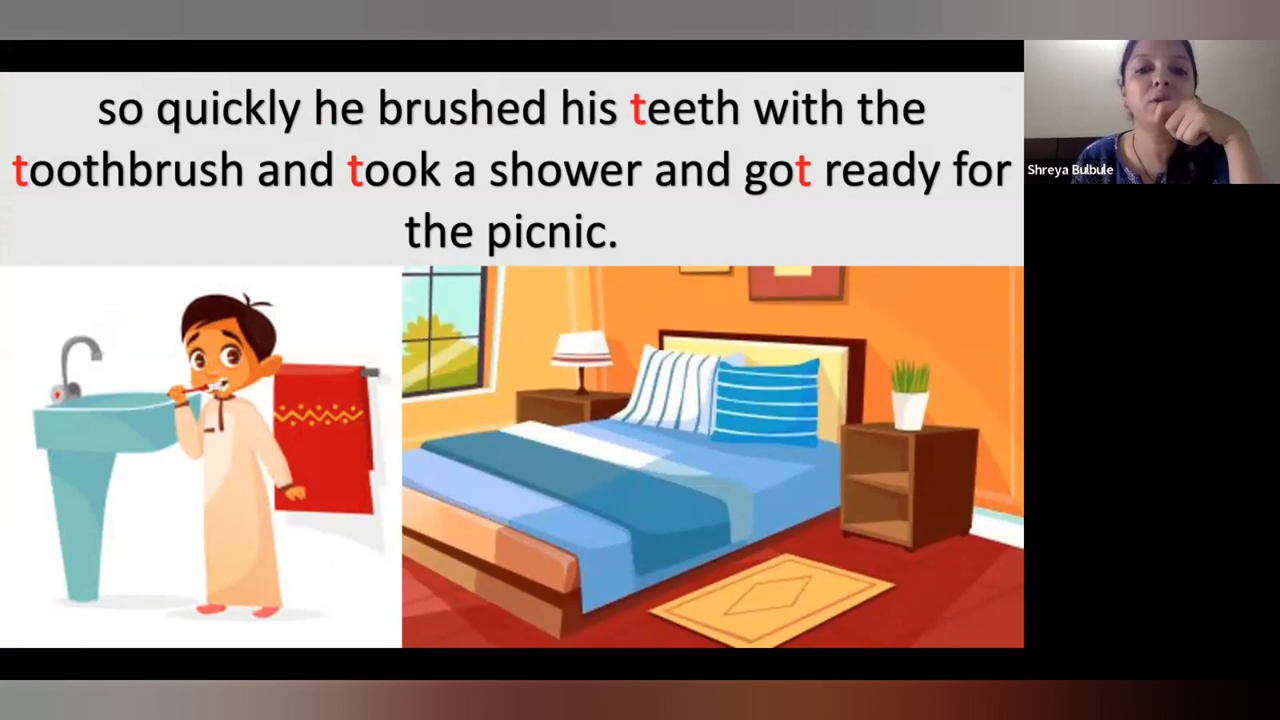 so quickly he brushed his teeth with the
toothbrush and took a shower and got ready for
the picnic.
Shreya Bulbule